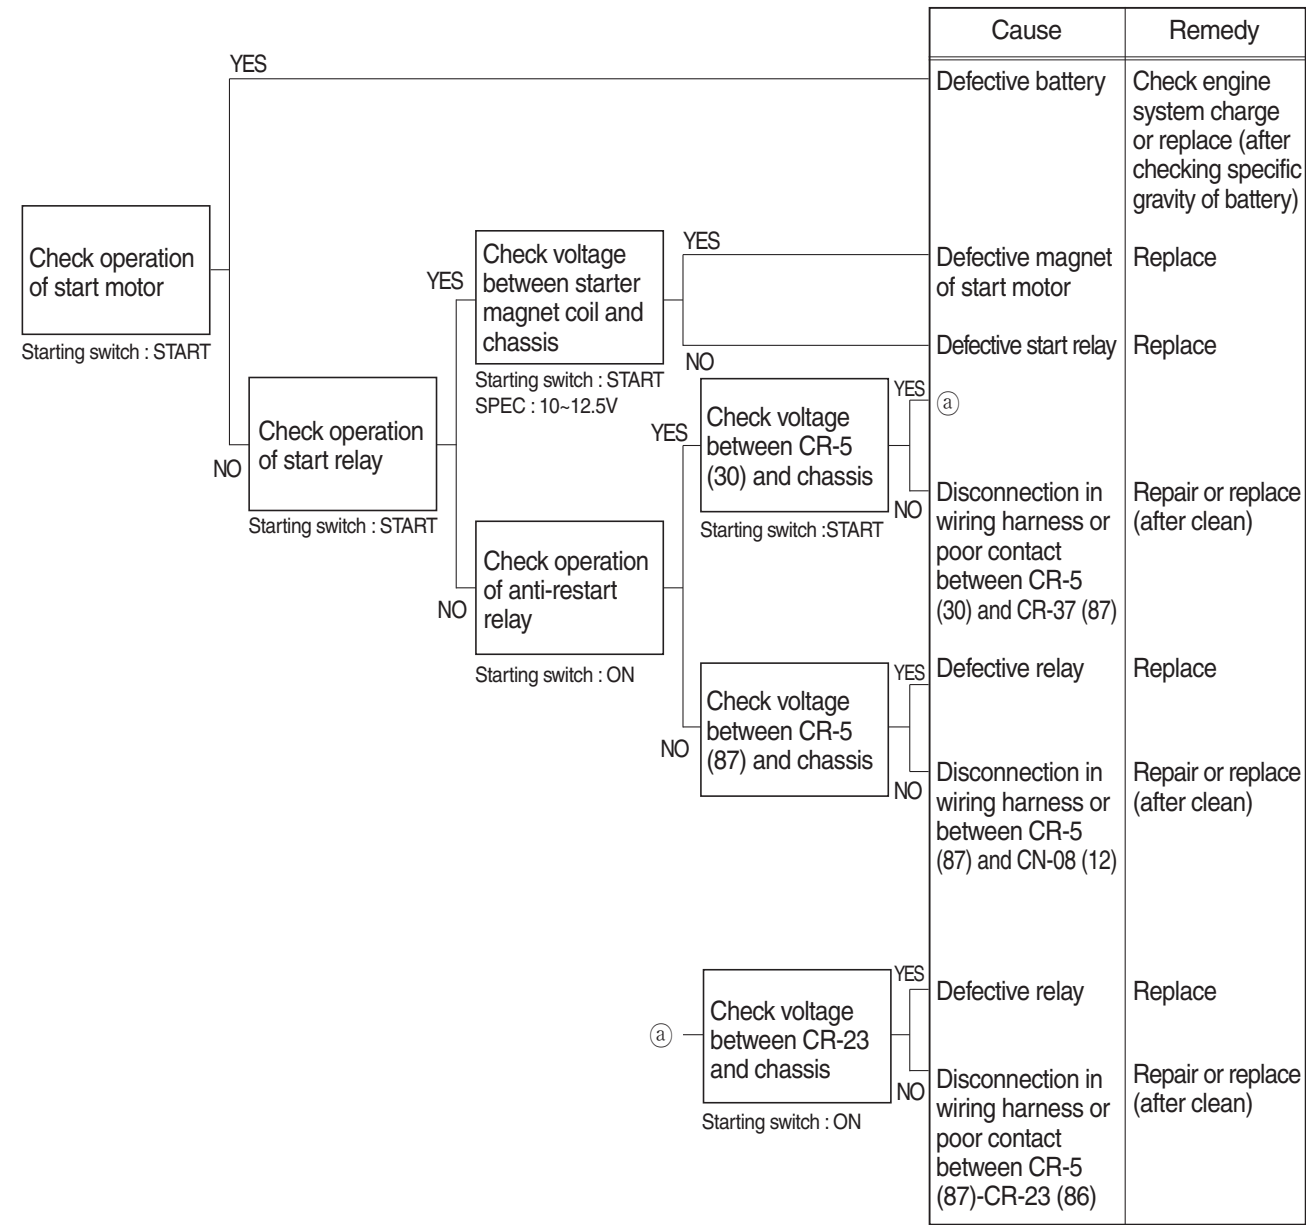 Cause
Remedy
YES
Defective battery
Check engine
system charge
or replace (after
checking specific
gravity of battery)
Check operation
of start motor
Starting switch : START
YES
Check voltage
between starter
magnet coil and
chassis
Starting switch : START
SPEC : 10~12.5V
YES
Defective magnet
of start motor
Replace
NO
Defective start relay
Replace
NO
Check operation
of start relay
Starting switch : START
YES
Check voltage
between CR-5
(30) and chassis
Starting switch :START
YES
ⓐ
NO
Disconnection in
wiring harness or
poor contact
between CR-5
(30) and CR-37 (87)
Repair or replace
(after clean)
NO
Check operation
of anti-restart
relay
Starting switch : ON
NO
Check voltage
between CR-5
(87) and chassis
YES
Defective relay
Replace
NO
Disconnection in
wiring harness or
between CR-5
(87) and CN-08 (12)
Repair or replace
(after clean)
ⓐ
Check voltage
between CR-23
and chassis
Starting switch : ON
YES
Defective relay
Replace
NO
Disconnection in
wiring harness or
poor contact
between CR-5
(87)-CR-23 (86)
Repair or replace
(after clean)